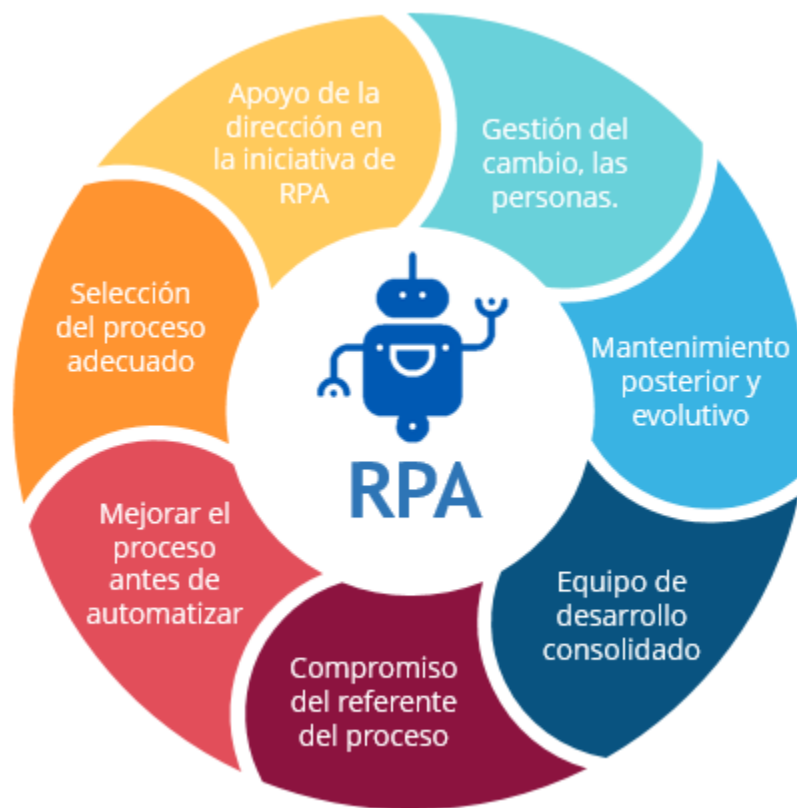 Apoyo de la
dirección en
la iniciativa de
RPA
Gestión del
cambio, las
personas.
Selección
del proceso
adecuado
Mantenimiento
posterior y
evolutivo
RPA
Mejorar el
proceso
antes de
automatizar
Equipo de
desarrollo
consolidado
Compromiso
del referente
del proceso